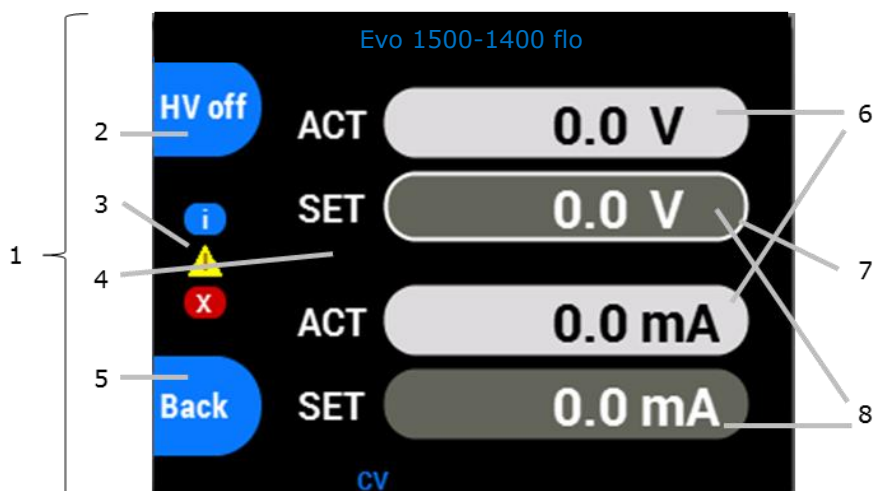 Evo 1500-1400 flo
HV off
ACT 0.0 V
2
6
SET 0.0 V
3
i
1
4
!
7
X
ACT 0.0 mA
5
Back
SET 0.0 mA
8
CV